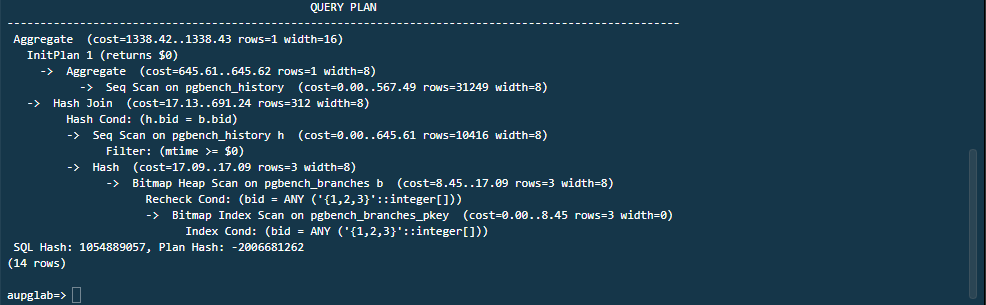 QUERY PLAN
-----------------------------------------------------------------------------------------------------
Aggregate  (cost=1338.42..1338.43 rows=1 width=16)
  InitPlan 1 (returns $0)
    ->  Aggregate  (cost=645.61..645.62 rows=1 width=8)
          ->  Seq Scan on pgbench_history  (cost=0.00..567.49 rows=31249 width=8)
  ->  Hash Join  (cost=17.13..691.24 rows=312 width=8)
        Hash Cond: (h.bid = b.bid)
        ->  Seq Scan on pgbench_history h  (cost=0.00..645.61 rows=10416 width=8)
              Filter: (mtime >= $0)
        ->  Hash  (cost=17.09..17.09 rows=3 width=8)
              ->  Bitmap Heap Scan on pgbench_branches b  (cost=8.45..17.09 rows=3 width=8)
                    Recheck Cond: (bid = ANY ('{1,2,3}'::integer[]))
                    ->  Bitmap Index Scan on pgbench_branches_pkey  (cost=0.00..8.45 rows=3 width=0)
                          Index Cond: (bid = ANY ('{1,2,3}'::integer[]))
SQL Hash: 1054889057, Plan Hash: -2006681262
(14 rows)
aupglab=>